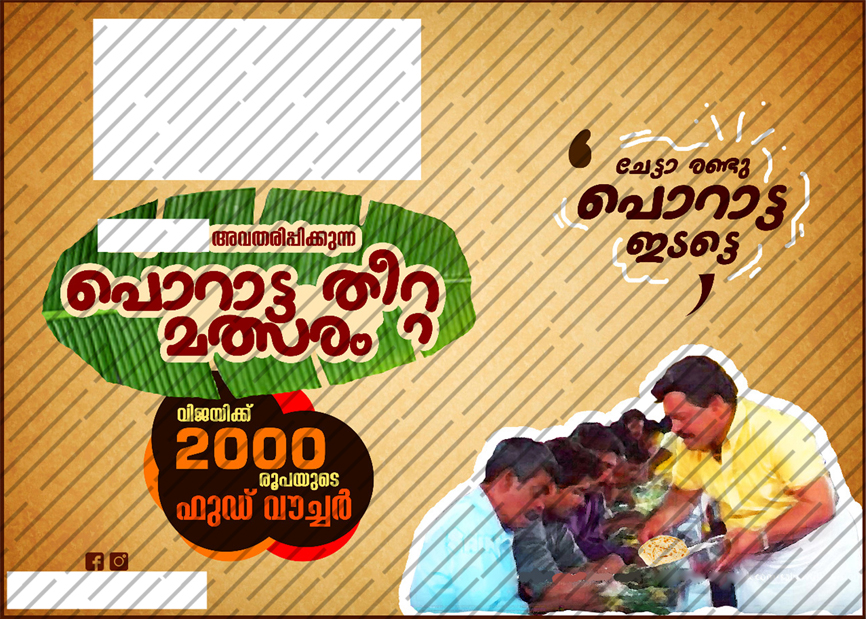 അവതരിപ്പിക്കുന്ന
പൊറാട്ട തീറ്റ
മത്സരം
വിജയിക്ക്
2000
രൂപയുടെ
ഫുഡ് വൗച്ചർ
‘ ചേട്ടാ രണ്ടു
പൊറാട്ട
ഇടട്ടെ ’